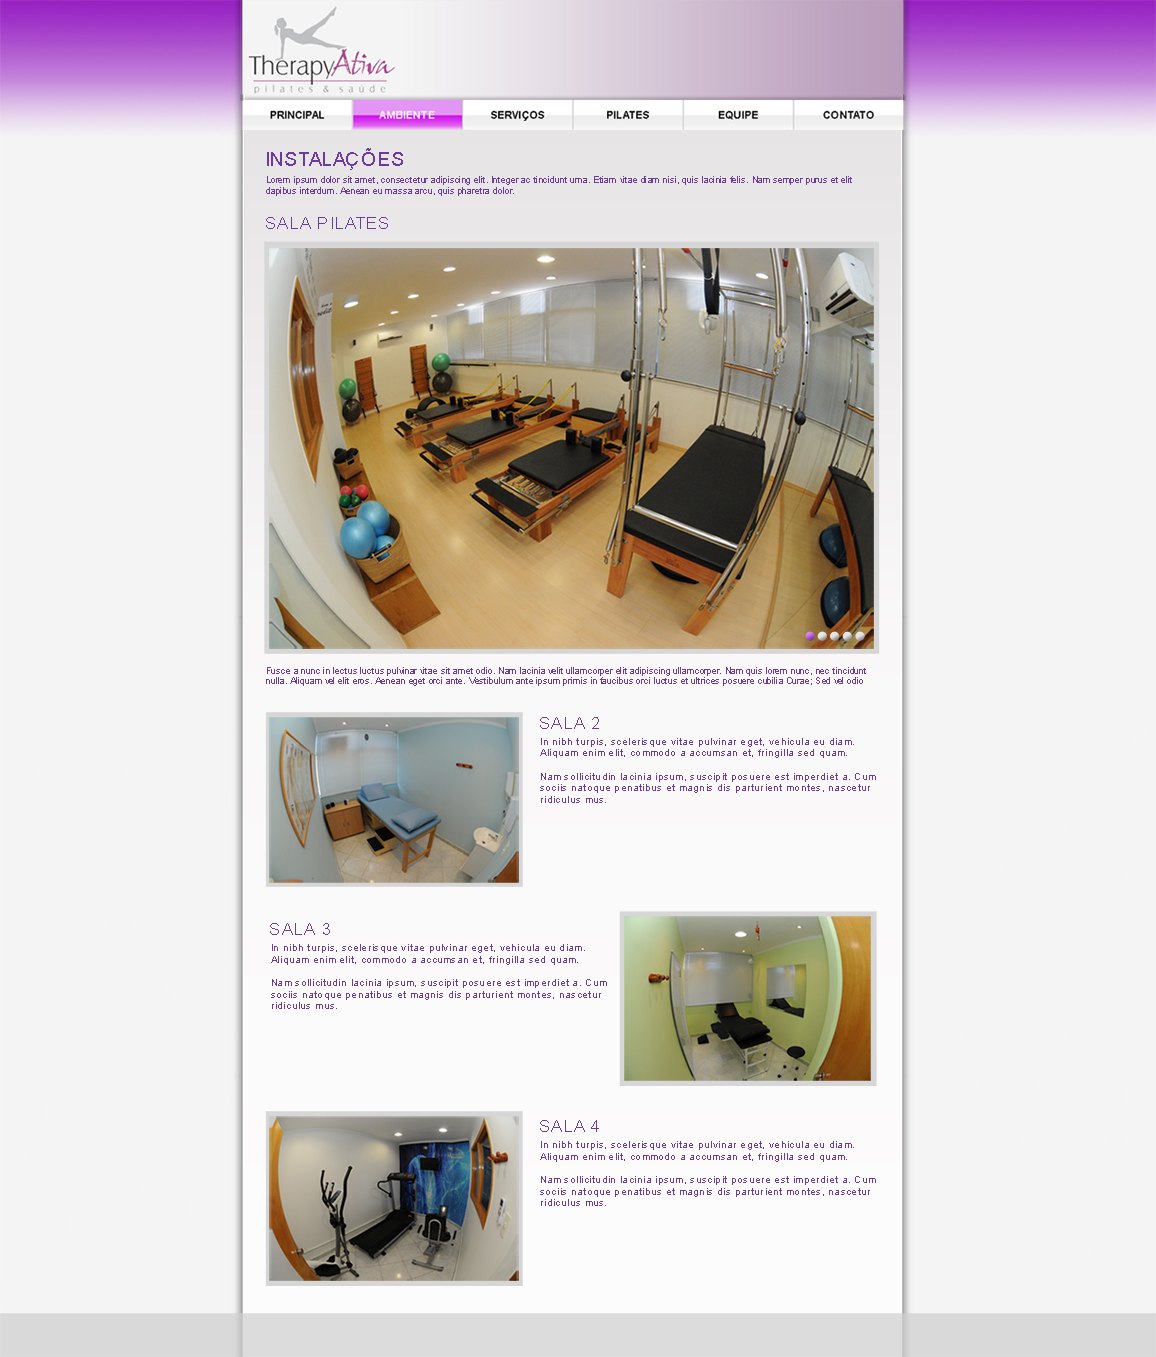 TherapyAtiva
pilates & saúde
PRINCIPAL
AMBIENTE
SERVIÇOS
PILATES
EQUIPE
CONTATO
INSTALAÇÕES
Lorem ipsum dolor sit amet, consectetur adipiscing elit. Integer ac tincidunt urna. Etiam vitae diam nisi, quis lacinia felis. Nam semper purus et elit
dapibus interdum. Aenean eu massa arcu, quis pharetra dolor.
SALA PILATES
Fusce a nunc in lectus luctus pulvinar vitae sit amet odio. Nam lacinia velit ullamcorper elit adipiscing ullamcorper. Nam quis lorem nunc, nec tincidunt
nulla. Aliquam vel elit eros. Aenean eget orci ante. Vestibulum ante ipsum primis in faucibus orci luctus et ultrices posuere cubilia Curae; Sed vel odio
SALA 2
In nibh turpis, scelerisque vitae pulvinar eget, vehicula eu diam.
Aliquam enim elit, commodo a accumsan et, fringilla sed quam.
Nam sollicitudin lacinia ipsum, suscipit posuere est imperdiet a. Cum
sociis natoque penatibus et magnis dis parturient montes, nascetur
ridiculus mus.
SALA 3
In nibh turpis, scelerisque vitae pulvinar eget, vehicula eu diam.
Aliquam enim elit, commodo a accumsan et, fringilla sed quam.
Nam sollicitudin lacinia ipsum, suscipit posuere est imperdiet a. Cum
sociis natoque penatibus et magnis dis parturient montes, nascetur
ridiculus mus.
SALA 4
In nibh turpis, scelerisque vitae pulvinar eget, vehicula eu diam.
Aliquam enim elit, commodo a accumsan et, fringilla sed quam.
Nam sollicitudin lacinia ipsum, suscipit posuere est imperdiet a. Cum
sociis natoque penatibus et magnis dis parturient montes, nascetur
ridiculus mus.